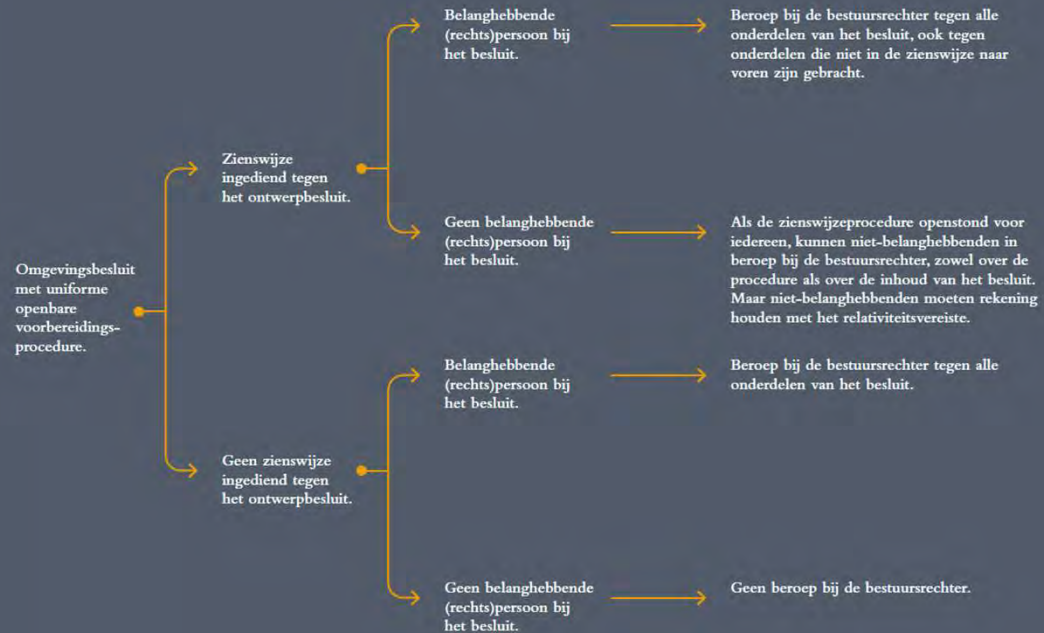 Omgevingsbesluit
met uniforme
openbare
voorbereidings-
procedure.
Zienswijze
ingediend tegen
het ontwerpbesluit.
Belanghebbende
(rechts)persoon bij
het besluit.
Beroep bij de bestuursrechter tegen alle
onderdelen van het besluit, ook tegen
onderdelen die niet in de zienswijze naar
voren zijn gebracht.
Geen belanghebbende
(rechts)persoon bij
het besluit.
Als de zienswijzeprocedure openstond voor
iedereen, kunnen niet-belanghebbenden in
beroep bij de bestuursrechter, zowel over de
procedure als over de inhoud van het besluit.
Maar niet-belanghebbenden moeten rekening
houden met het relativiteitsvereiste.
Geen zienswijze
ingediend tegen
het ontwerpbesluit.
Belanghebbende
(rechts)persoon bij
het besluit.
Beroep bij de bestuursrechter tegen alle
onderdelen van het besluit.
Geen belanghebbende
(rechts)persoon bij
het besluit.
Geen beroep bij de bestuursrechter.